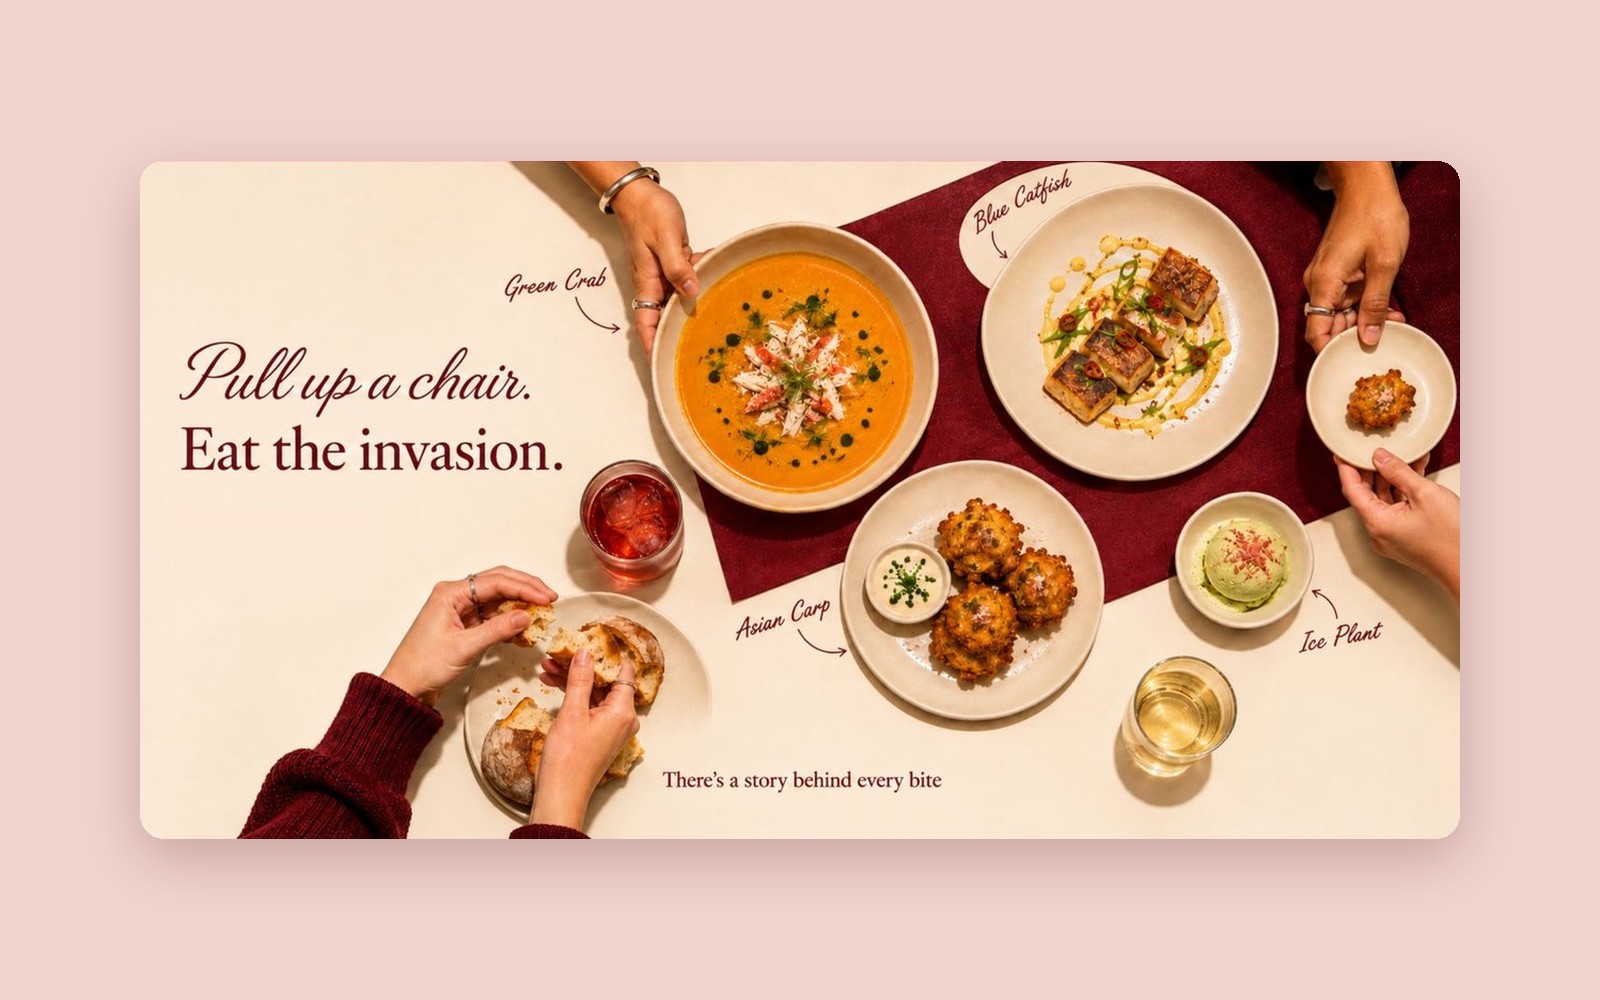 Blue Catfish
Green Crab
Pull up a chair.
Eat the invasion.
Asian Carp
Ice Plant
There's a story behind every bite